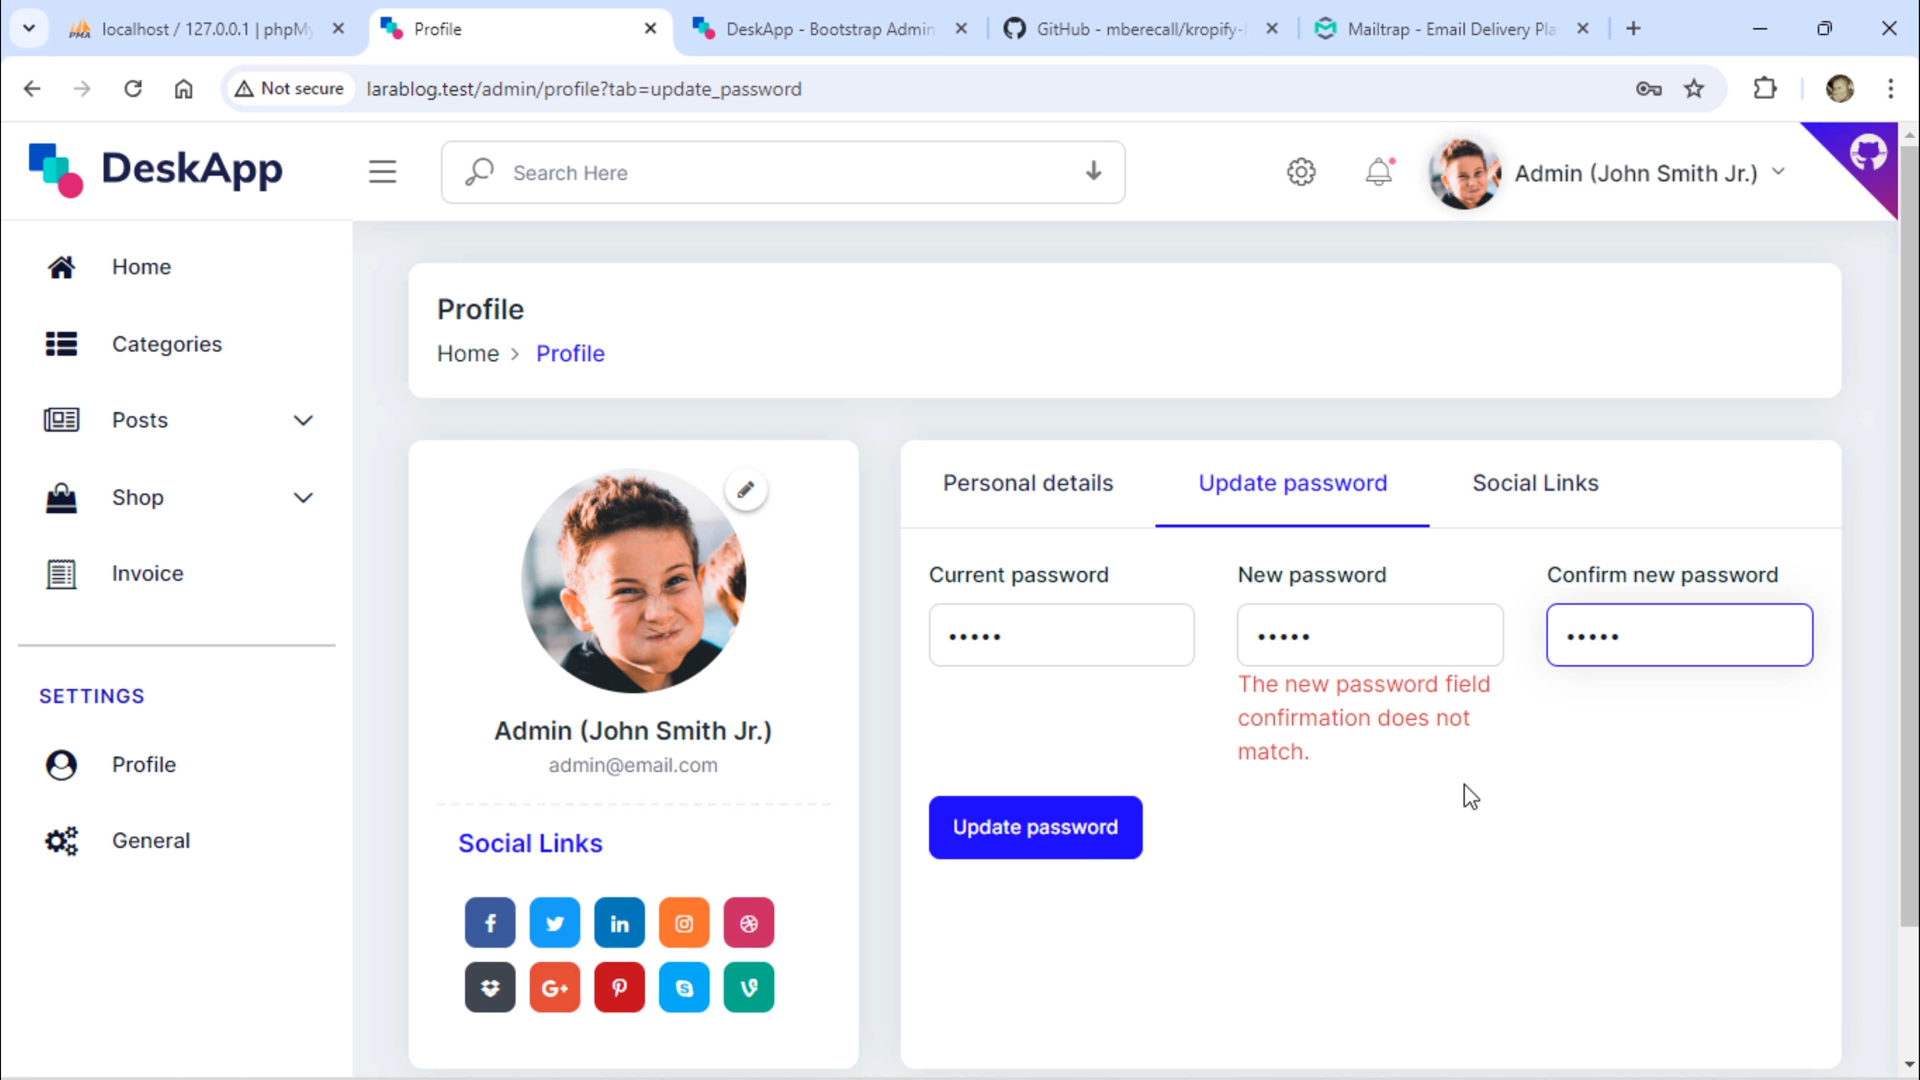 localhost / 127.0.0.1 | phpMy
Profile
DeskApp - Bootstrap Admin
GitHub - mberecall/kropify-
Mailtrap - Email Delivery Pla
Not secure
larablog.test/admin/profile?tab=update_password
DeskApp
Search Here
Admin (John Smith Jr.)
Home
Categories
Posts
Shop
Invoice
SETTINGS
Profile
General
Profile
Home > Profile
Admin (John Smith Jr.)
admin@email.com
Social Links
Personal details
Update password
Social Links
Current password
New password
Confirm new password
•••••
•••••
•••••
The new password field
confirmation does not
match.
Update password